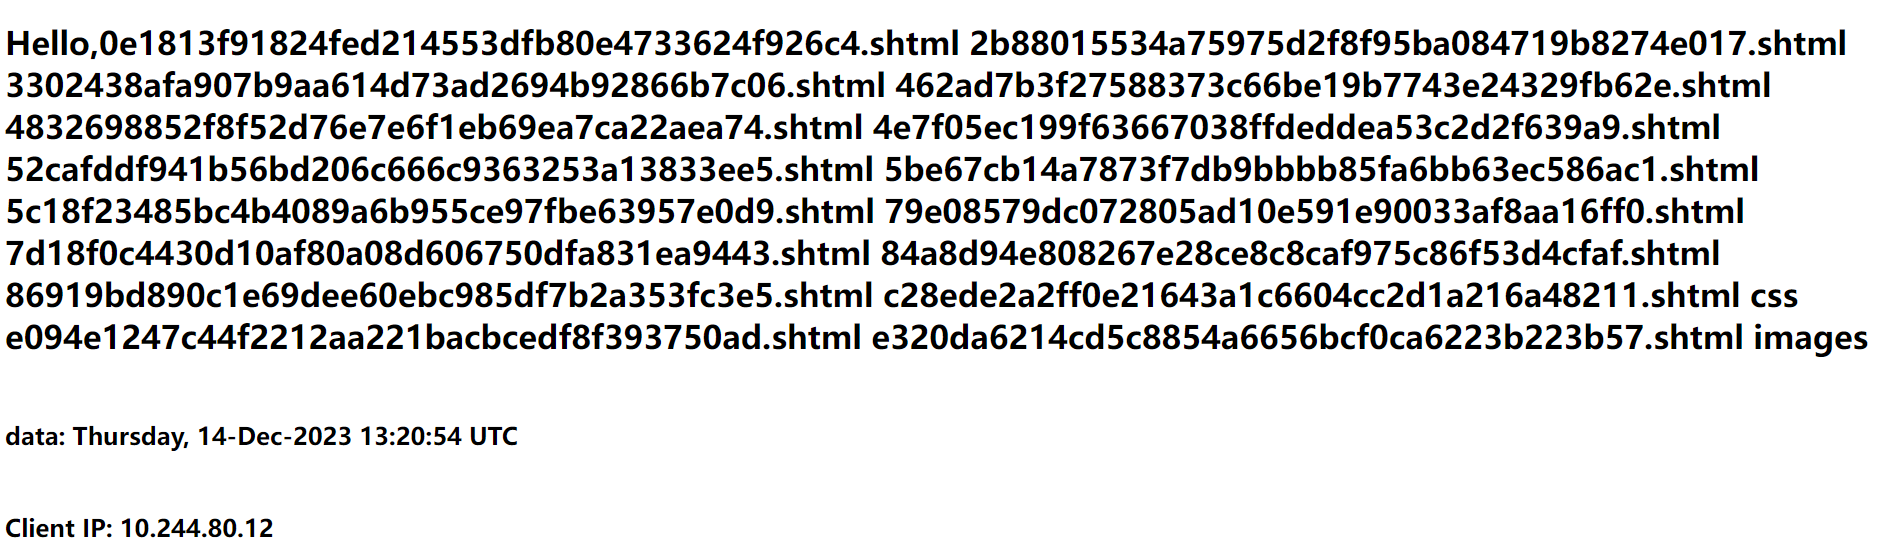 Hello,0e1813f91824fed214553dfb80e4733624f926c4.shtml 2b88015534a75975d2f8f95ba084719b8274e017.shtml
3302438afa907b9aa614d73ad2694b92866b7c06.shtml 462ad7b3f27588373c66be19b7743e24329fb62e.shtml
4832698852f8f52d76e7e6f1eb69ea7ca22aea74.shtml 4e7f05ec199f63667038ffdeddea53c2d2f639a9.shtml
52cafddf941b56bd206c666c9363253a13833ee5.shtml 5be67cb14a7873f7db9bbbb85fa6bb63ec586ac1.shtml
5c18f23485bc4b4089a6b955ce97fbe63957e0d9.shtml 79e08579dc072805ad10e591e90033af8aa16ff0.shtml
7d18f0c4430d10af80a08d606750dfa831ea9443.shtml 84a8d94e808267e28ce8c8caf975c86f53d4cfaf.shtml
86919bd890c1e69dee60ebc985df7b2a353fc3e5.shtml c28ede2a2ff0e21643a1c6604cc2d1a216a48211.shtml css
e094e1247c44f2212aa221bacbcedf8f393750ad.shtml e320da6214cd5c8854a6656bcf0ca6223b223b57.shtml images
data: Thursday, 14-Dec-2023 13:20:54 UTC
Client IP: 10.244.80.12